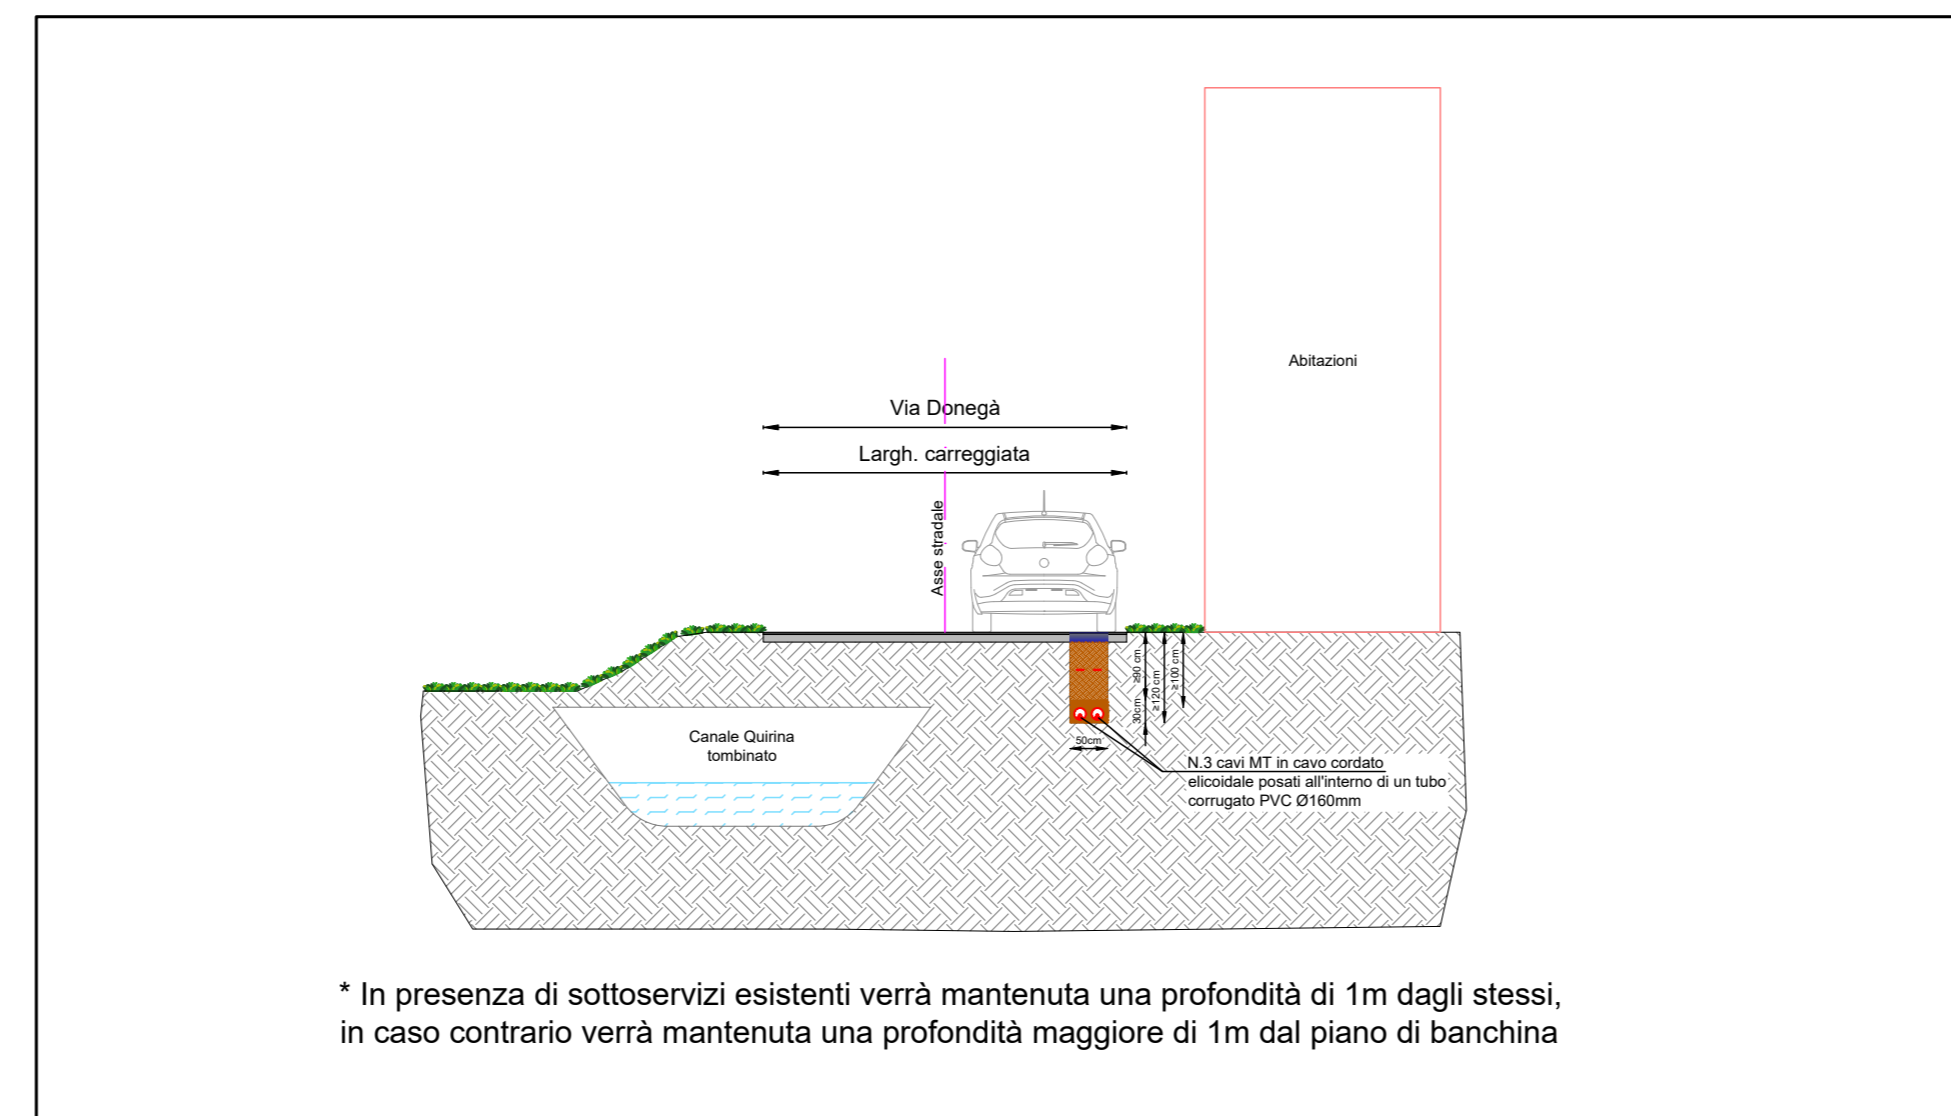 Abitazioni
Via Donegà
Largh. carreggiata
Asse stradale
≥90 cm
30cm
≥120 cm
≥100 cm
50cm
Canale Quirina
tombinato
N.3 cavi MT in cavo cordato
elicoidale posati all'interno di un tubo
corrugato PVC Ø160mm
* In presenza di sottoservizi esistenti verrà mantenuta una profondità di 1m dagli stessi,
in caso contrario verrà mantenuta una profondità maggiore di 1m dal piano di banchina